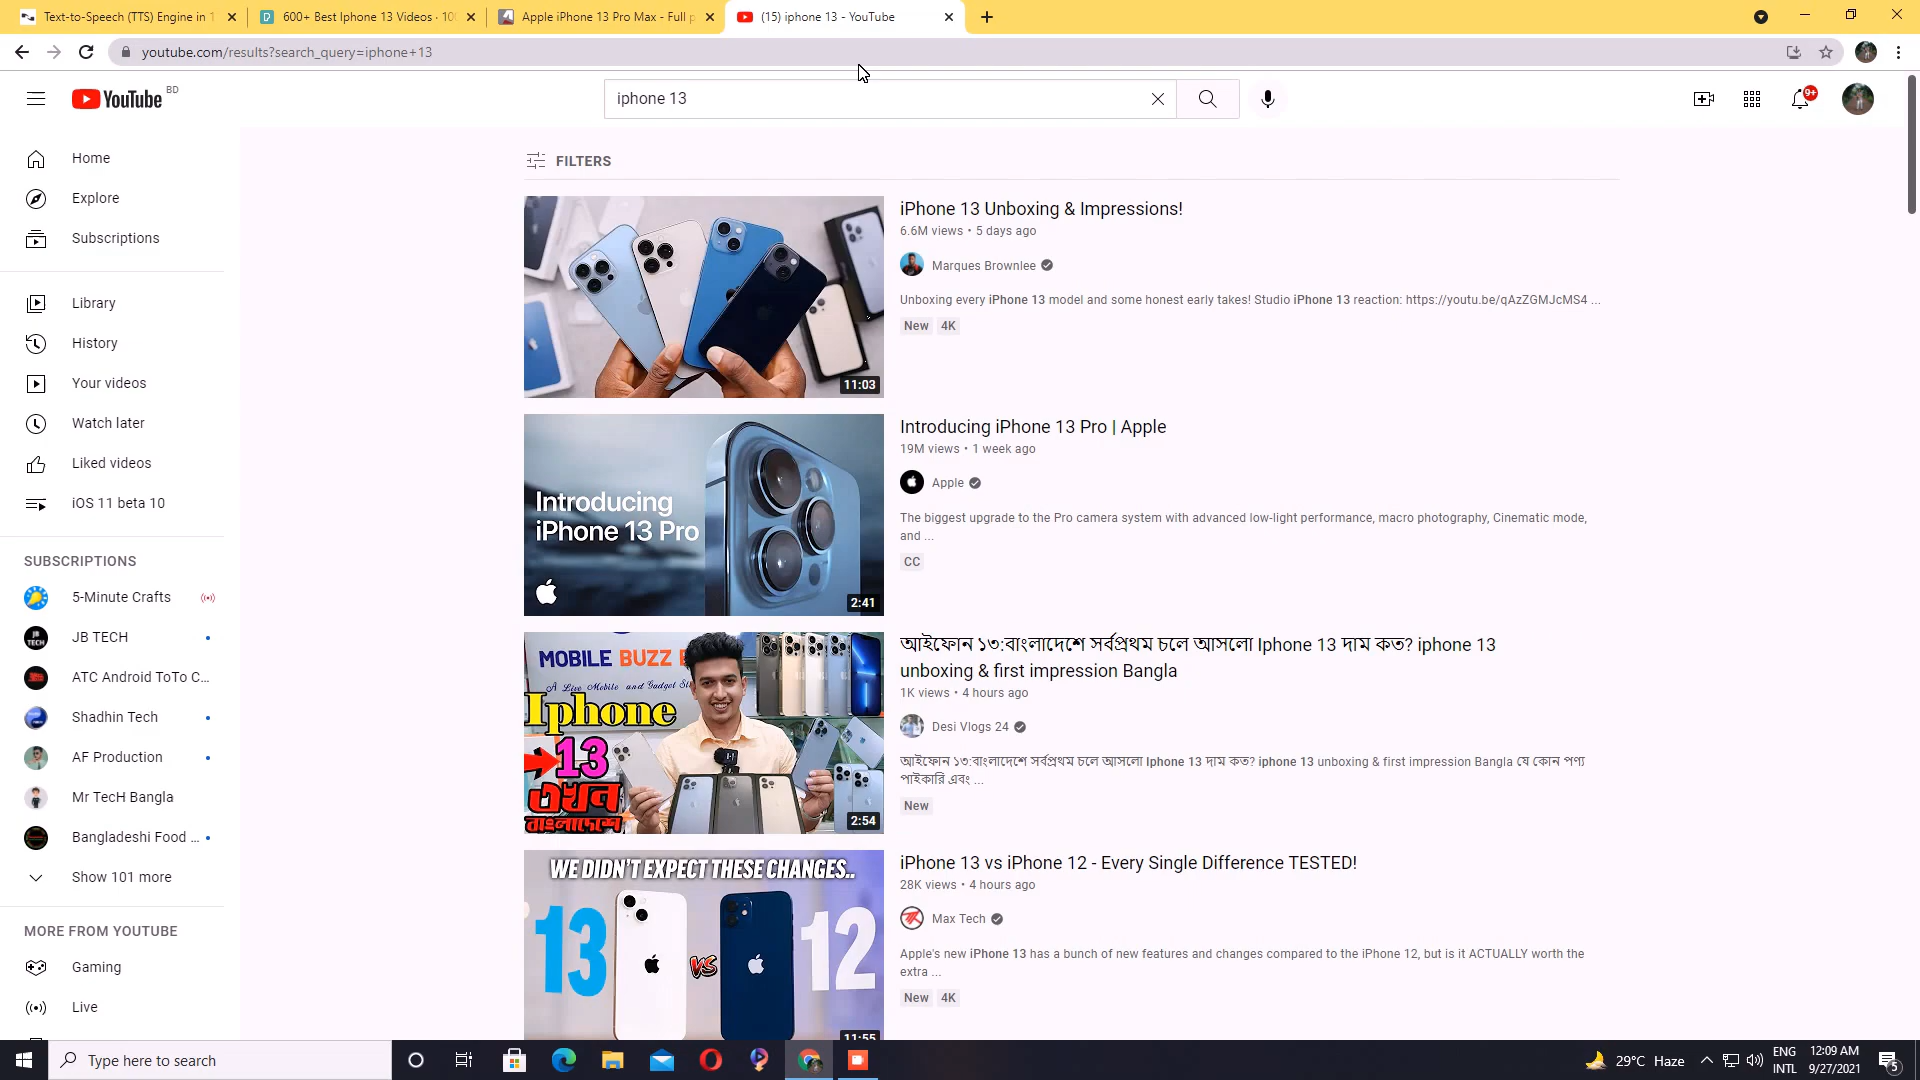 Text-to-Speech (TTS) Engine in 1
600+ Best Iphone 13 Videos · 100
Apple iPhone 13 Pro Max - Full p
(15) iphone 13 - YouTube
youtube.com/results?search_query=iphone+13
YouTube BD
iphone 13
9+
Home
Explore
Subscriptions
Library
History
Your videos
Watch later
Liked videos
iOS 11 beta 10
SUBSCRIPTIONS
5-Minute Crafts
JB TECH
ATC Android ToTo C...
Shadhin Tech
AF Production
Mr TecH Bangla
Bangladeshi Food ...
Show 101 more
MORE FROM YOUTUBE
Gaming
Live
FILTERS
11:03
iPhone 13 Unboxing & Impressions!
6.6M views • 5 days ago
Marques Brownlee
Unboxing every iPhone 13 model and some honest early takes! Studio iPhone 13 reaction: https://youtu.be/qAzZGMJcMS4 ...
New 4K
Introducing
iPhone 13 Pro
2:41
Introducing iPhone 13 Pro | Apple
19M views • 1 week ago
Apple
The biggest upgrade to the Pro camera system with advanced low-light performance, macro photography, Cinematic mode,
and ...
CC
MOBILE BUZZ
A Live Mobile and Gadget
Iphone
13
তখন
বাংলাদেশে
2:54
আইফোন ১৩:বাংলাদেশে সর্বপ্রথম চলে আসলো Iphone 13 দাম কত? iphone 13
unboxing & first impression Bangla
1K views • 4 hours ago
Desi Vlogs 24
আইফোন ১৩:বাংলাদেশে সর্বপ্রথম চলে আসলো Iphone 13 দাম কত? iphone 13 unboxing & first impression Bangla যে কোন পণ্য
পাইকারি এবং ...
New
WE DIDN'T EXPECT THESE CHANGES..
13 VS 12
11:55
iPhone 13 vs iPhone 12 - Every Single Difference TESTED!
28K views • 4 hours ago
Max Tech
Apple's new iPhone 13 has a bunch of new features and changes compared to the iPhone 12, but is it ACTUALLY worth the
extra ...
New 4K
Type here to search
29°C Haze
ENG
INTL
12:09 AM
9/27/2021
5